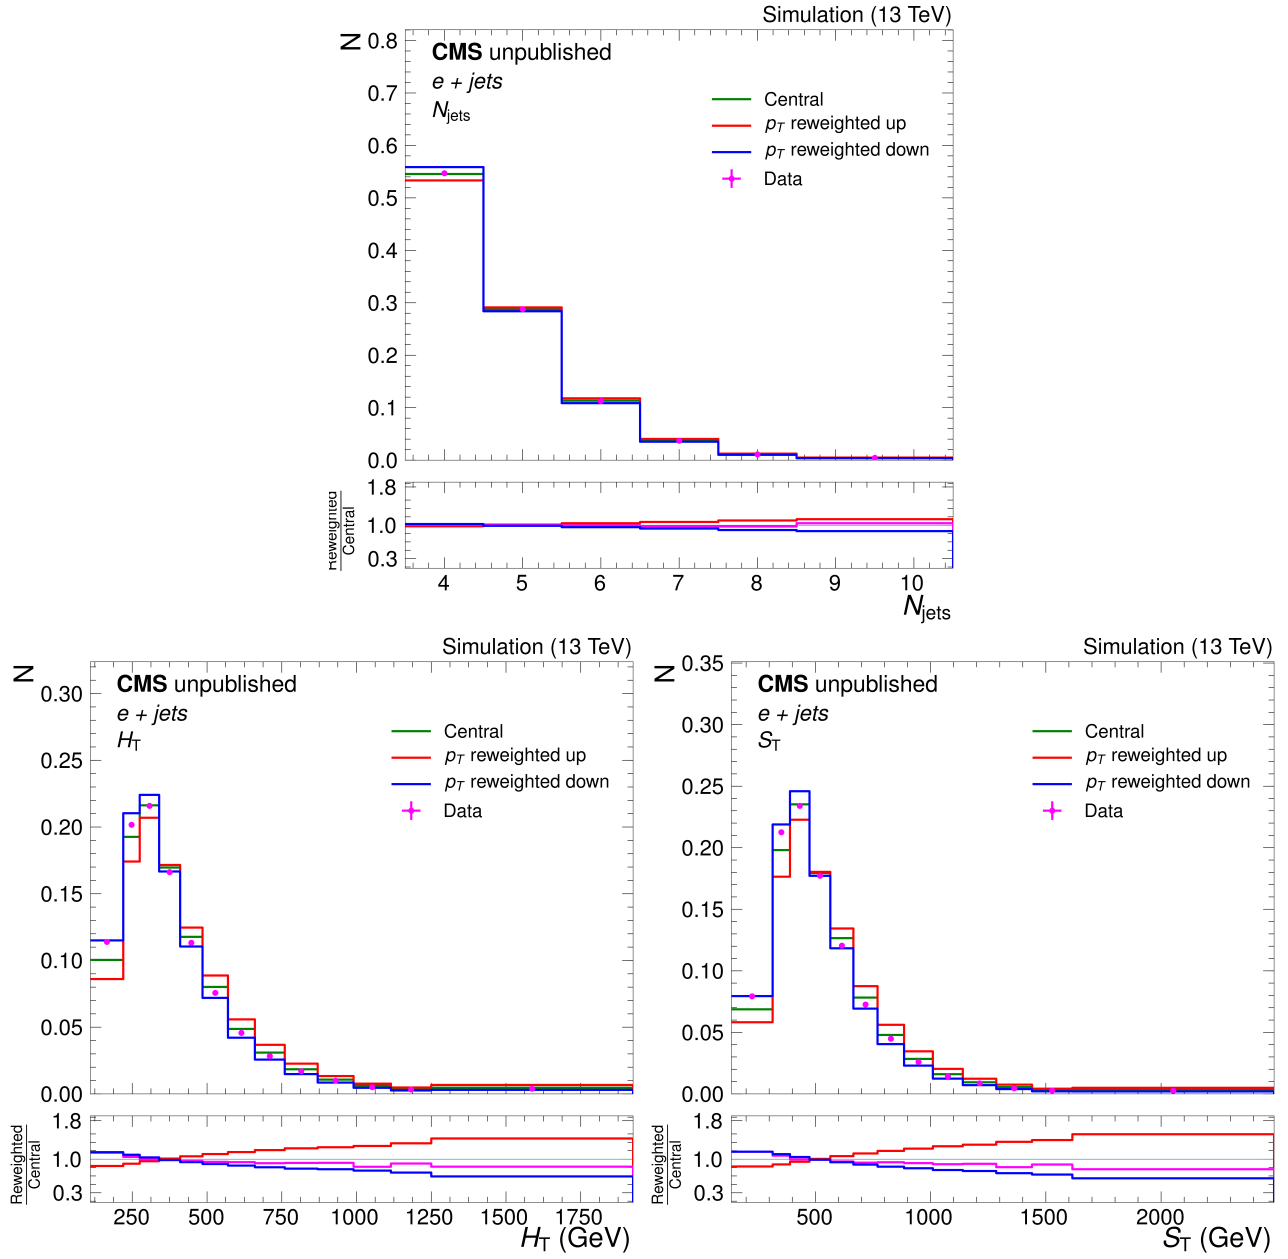 Simulation (13 TeV)
N
CMS unpublished
e + jets
N_jets
Central
p_T reweighted up
p_T reweighted down
Data
0.8
0.7
0.6
0.5
0.4
0.3
0.2
0.1
0.0
Reweighted
Central
1.8
1.0
0.3
4 5 6 7 8 9 10
N_jets
Simulation (13 TeV)
N
CMS unpublished
e + jets
H_T
Central
p_T reweighted up
p_T reweighted down
Data
0.30
0.25
0.20
0.15
0.10
0.05
0.00
Reweighted
Central
1.8
1.0
0.3
250 500 750 1000 1250 1500 1750
H_T (GeV)
Simulation (13 TeV)
N
CMS unpublished
e + jets
S_T
Central
p_T reweighted up
p_T reweighted down
Data
0.35
0.30
0.25
0.20
0.15
0.10
0.05
0.00
Reweighted
Central
1.8
1.0
0.3
500 1000 1500 2000
S_T (GeV)